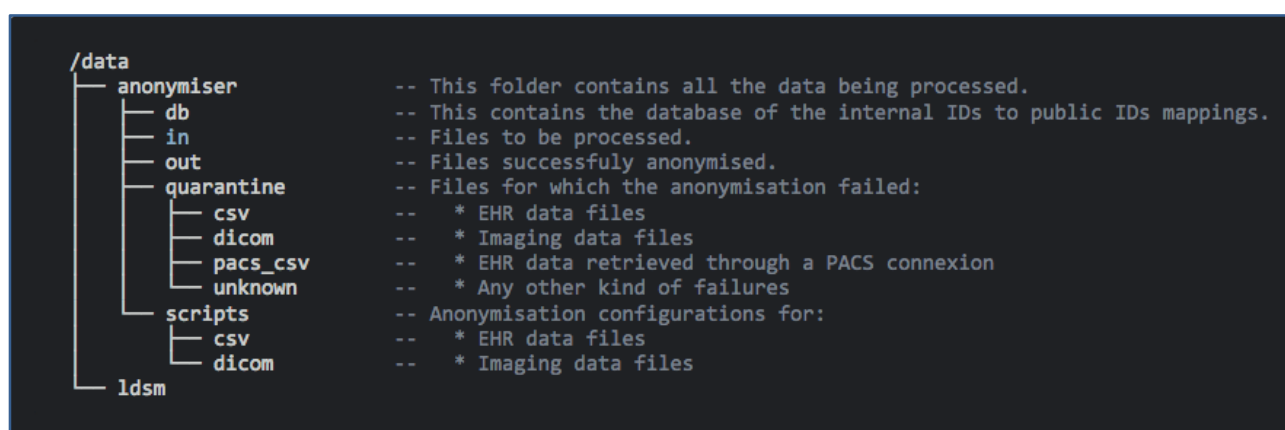 /data
├── anonymiser -- This folder contains all the data being processed.
│   ├── db -- This contains the database of the internal IDs to public IDs mappings.
│   ├── in -- Files to be processed.
│   ├── out -- Files successfuly anonymised.
│   ├── quarantine -- Files for which the anonymisation failed:
│   │   ├── csv --   * EHR data files
│   │   ├── dicom --   * Imaging data files
│   │   ├── pacs_csv --   * EHR data retrieved through a PACS connexion
│   │   └── unknown --   * Any other kind of failures
│   └── scripts -- Anonymisation configurations for:
│       ├── csv --   * EHR data files
│       └── dicom --   * Imaging data files
└── ldsm